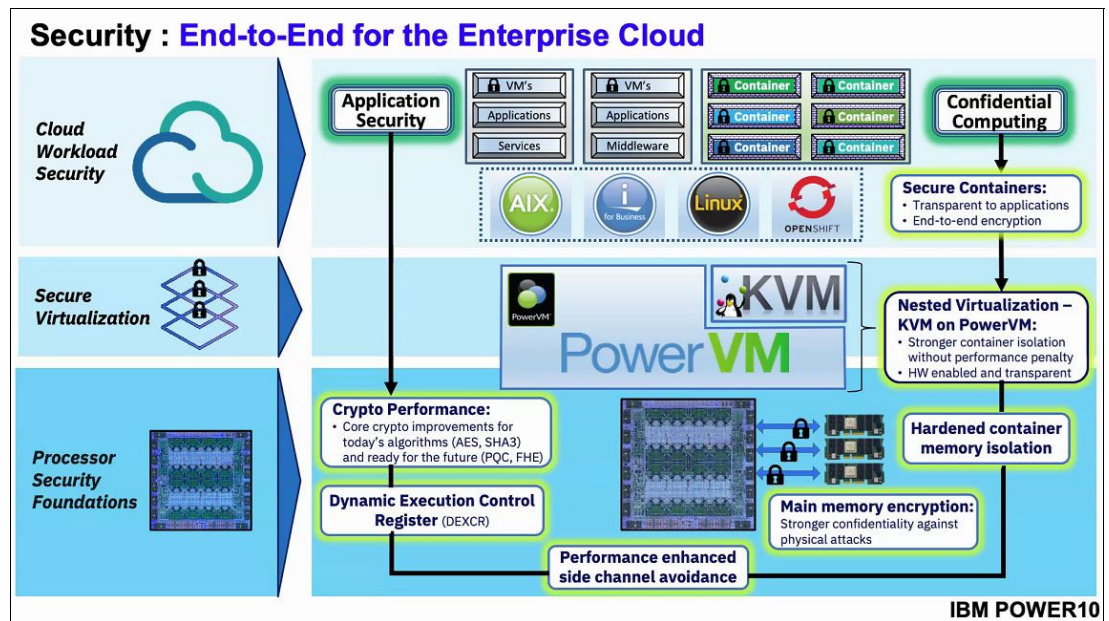 Security : End-to-End for the Enterprise Cloud
Cloud
Workload
Security
Application
Security
VM's
Applications
Services
VM's
Applications
Middleware
Container
Container
Container
Container
Container
Container
Confidential
Computing
AIX.
i
for Business
Linux
OPENSHIFT
Secure Containers:
• Transparent to applications
• End-to-end encryption
Secure
Virtualization
PowerVM
KVM
PowerVM
Nested Virtualization –
KVM on PowerVM:
• Stronger container isolation
without performance penalty
• HW enabled and transparent
Processor
Security
Foundations
Crypto Performance:
• Core crypto improvements for
today's algorithms (AES, SHA3)
and ready for the future (PQC, FHE)
Dynamic Execution Control
Register (DEXCR)
Hardened container
memory isolation
Main memory encryption:
Stronger confidentiality against
physical attacks
Performance enhanced
side channel avoidance
IBM POWER10